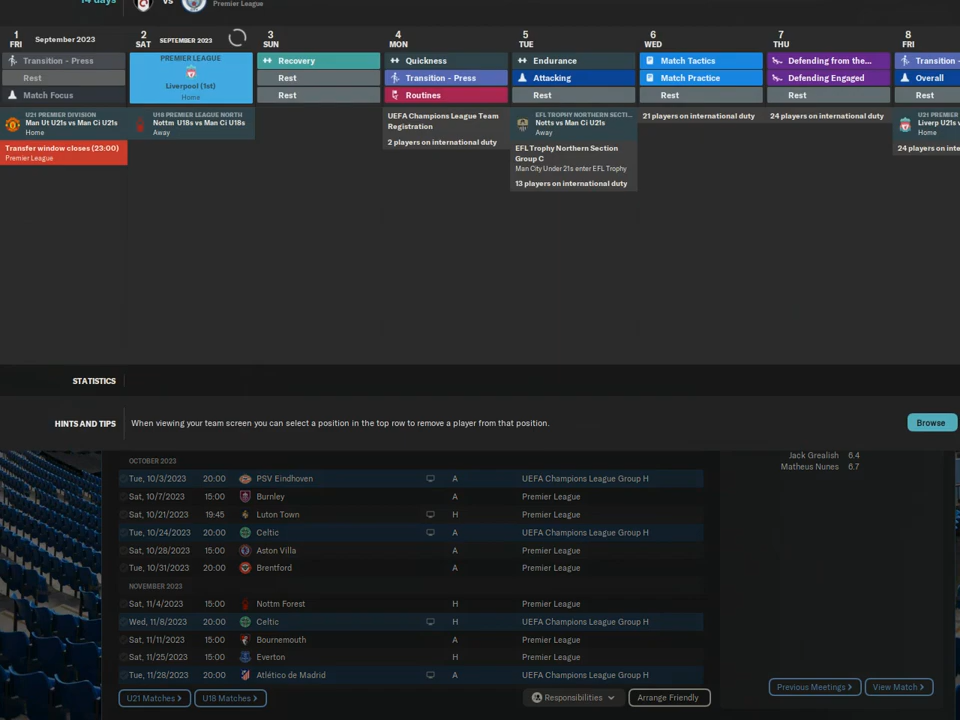 14 days
vs
Premier League
1
FRI
September 2023
2
SAT
SEPTEMBER 2023
3
SUN
4
MON
5
TUE
6
WED
7
THU
8
FRI
Transition - Press
Rest
Match Focus
PREMIER LEAGUE
Liverpool (1st)
Home
Recovery
Rest
Rest
Quickness
Transition - Press
Routines
Endurance
Attacking
Rest
Match Tactics
Match Practice
Rest
Defending from the...
Defending Engaged
Rest
Transition -
Overall
Rest
U21 PREMIER DIVISION
Man Ut U21s vs Man Ci U21s
Home
Transfer window closes (23:00)
Premier League
U18 PREMIER LEAGUE NORTH
Nottm U18s vs Man Ci U18s
Away
UEFA Champions League Team
Registration
2 players on international duty
EFL TROPHY NORTHERN SECTI...
Notts vs Man Ci U21s
Away
EFL Trophy Northern Section
Group C
Man City Under 21s enter EFL Trophy
13 players on international duty
21 players on international duty
24 players on international duty
U21 PREMIER
Liverp U21s v
Home
24 players on inte
STATISTICS
HINTS AND TIPS
When viewing your team screen you can select a position in the top row to remove a player from that position.
Browse
Jack Grealish 6.4
Matheus Nunes 6.7
OCTOBER 2023
Tue, 10/3/2023 20:00 PSV Eindhoven A UEFA Champions League Group H
Sat, 10/7/2023 15:00 Burnley A Premier League
Sat, 10/21/2023 19:45 Luton Town H Premier League
Tue, 10/24/2023 20:00 Celtic A UEFA Champions League Group H
Sat, 10/28/2023 15:00 Aston Villa A Premier League
Tue, 10/31/2023 20:00 Brentford A Premier League
NOVEMBER 2023
Sat, 11/4/2023 15:00 Nottm Forest H Premier League
Wed, 11/8/2023 20:00 Celtic H UEFA Champions League Group H
Sat, 11/11/2023 15:00 Bournemouth A Premier League
Sat, 11/25/2023 15:00 Everton H Premier League
Tue, 11/28/2023 20:00 Atlético de Madrid A UEFA Champions League Group H
U21 Matches >
U18 Matches >
Responsibilities
Arrange Friendly
Previous Meetings >
View Match >